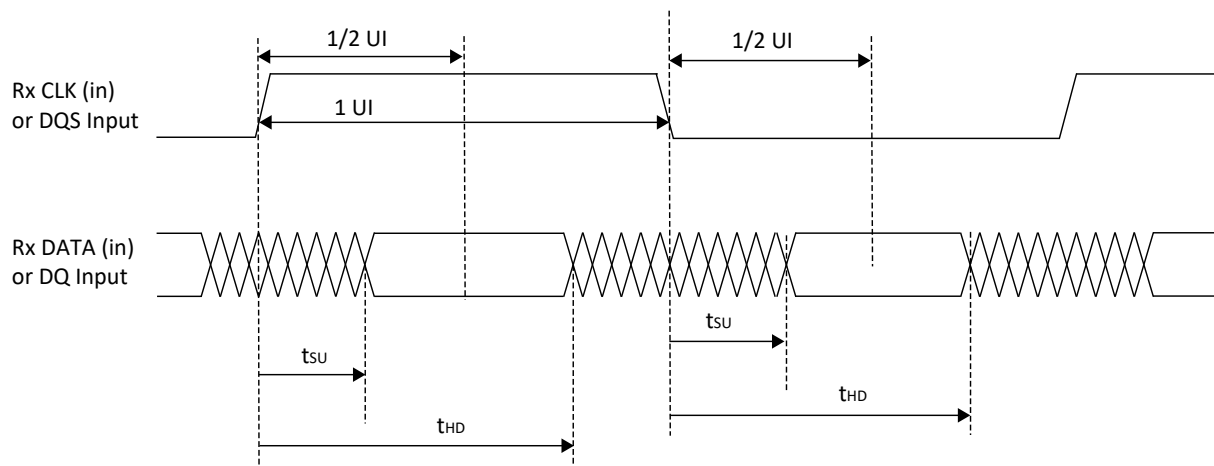 1/2 UI
1/2 UI
Rx CLK (in)
or DQS Input
1 UI
Rx DATA (in)
or DQ Input
tSU
tSU
tHD
tHD